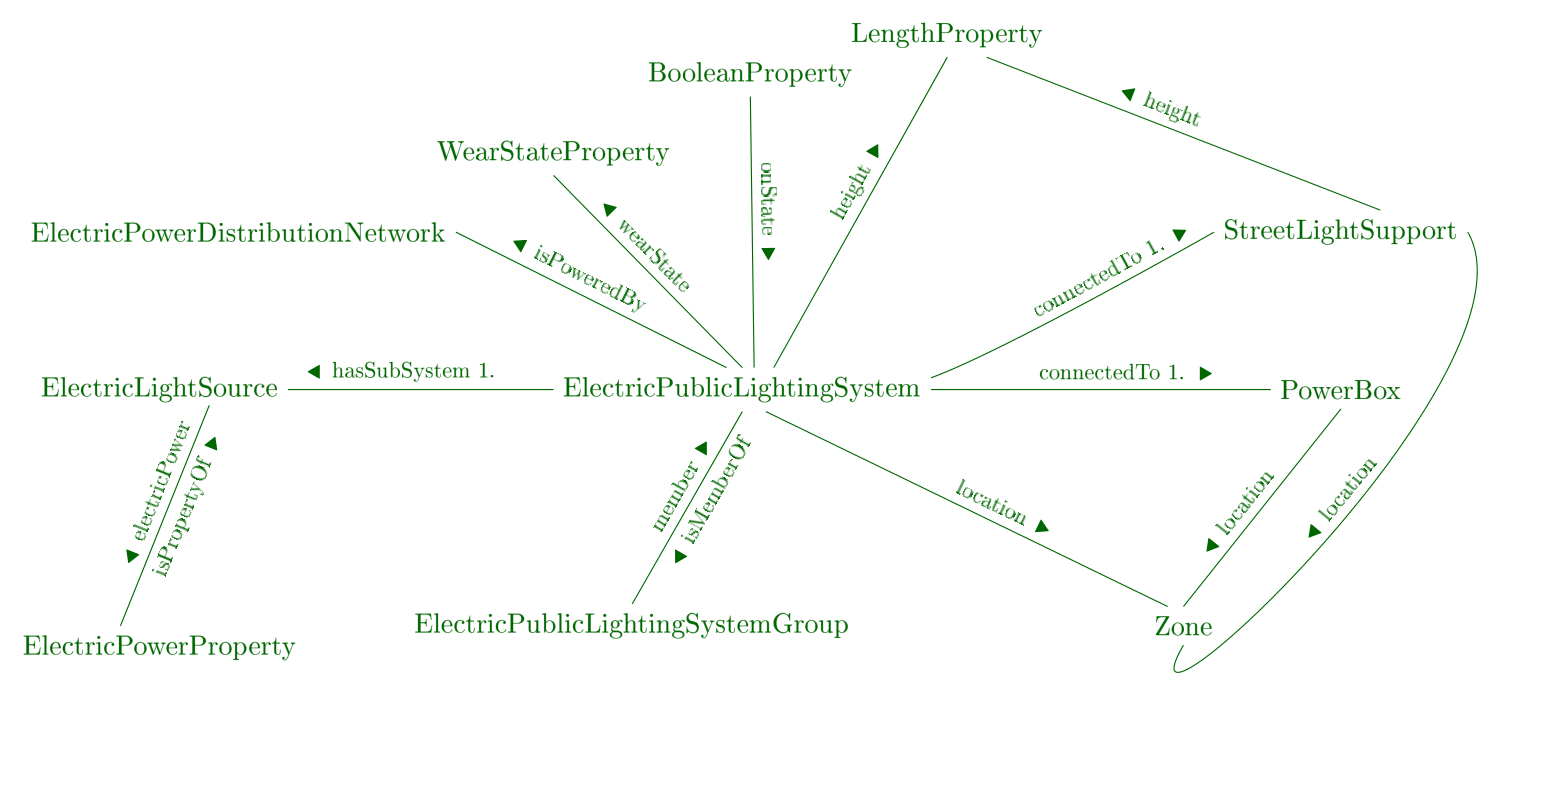 LengthProperty
BooleanProperty
height
WearStateProperty
onState
height
ElectricPowerDistributionNetwork
wearState
isPoweredBy
connectedTo 1.
StreetLightSupport
hasSubSystem 1.
connectedTo 1.
ElectricLightSource
ElectricPublicLightingSystem
PowerBox
electricPower
isPropertyOf
member
isMemberOf
location
location
location
ElectricPublicLightingSystemGroup
Zone
ElectricPowerProperty